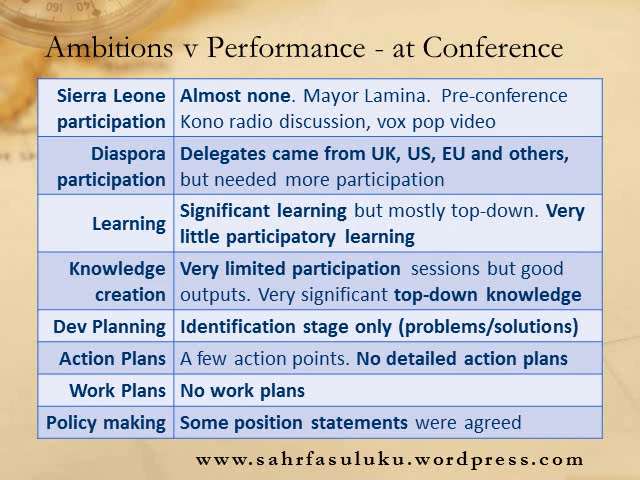 Ambitions v Performance - at Conference
Sierra Leone participation
Almost none. Mayor Lamina. Pre-conference
Kono radio discussion, vox pop video
Diaspora participation
Delegates came from UK, US, EU and others,
but needed more participation
Learning
Significant learning but mostly top-down. Very
little participatory learning
Knowledge creation
Very limited participation sessions but good
outputs. Very significant top-down knowledge
Dev Planning
Identification stage only (problems/solutions)
Action Plans
A few action points. No detailed action plans
Work Plans
No work plans
Policy making
Some position statements were agreed
www.sahrfasuluku.wordpress.com